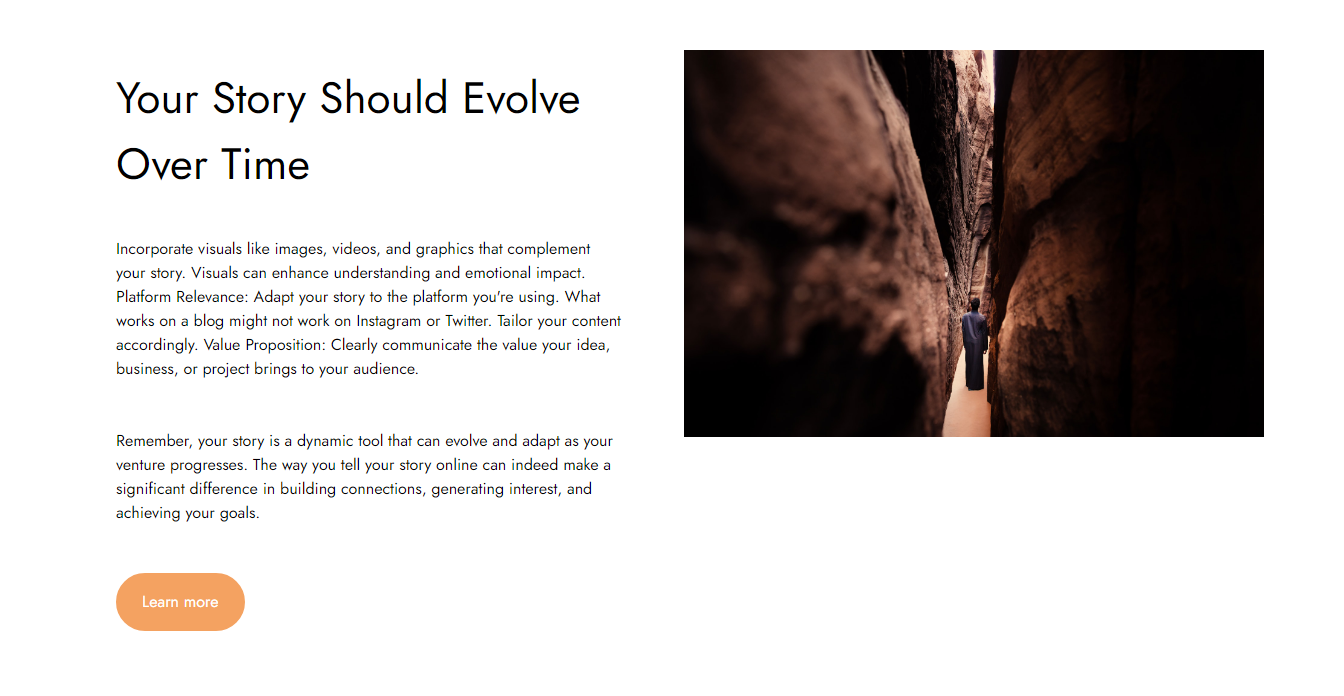 Your Story Should Evolve
Over Time
Incorporate visuals like images, videos, and graphics that complement
your story. Visuals can enhance understanding and emotional impact.
Platform Relevance: Adapt your story to the platform you're using. What
works on a blog might not work on Instagram or Twitter. Tailor your content
accordingly. Value Proposition: Clearly communicate the value your idea,
business, or project brings to your audience.
Remember, your story is a dynamic tool that can evolve and adapt as your
venture progresses. The way you tell your story online can indeed make a
significant difference in building connections, generating interest, and
achieving your goals.
Learn more